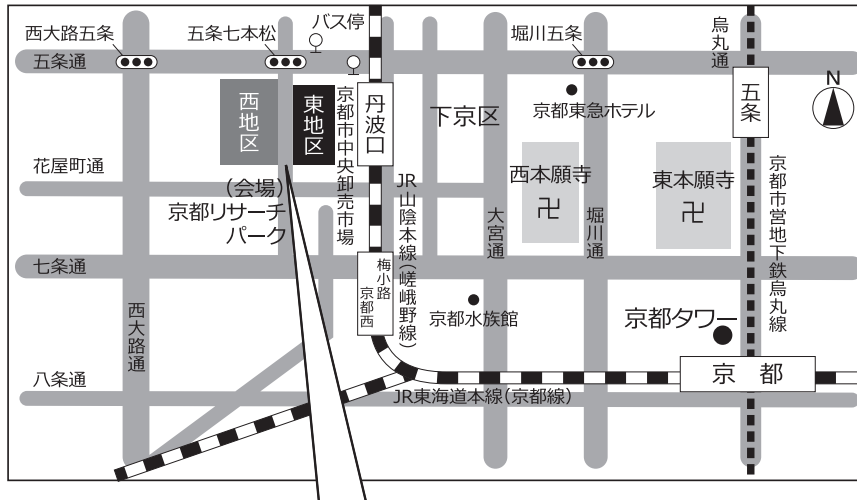 西大路五条
五条七本松
バス停
堀川五条
烏丸通
五条通
N
西地区
東地区
京都市中央卸売市場
丹波口
下京区
京都東急ホテル
五条
花屋町通
(会場)
京都リサーチ
パーク
JR山陰本線(嵯峨野線)
大宮通
西本願寺
卍
堀川通
東本願寺
卍
京都市営地下鉄烏丸線
七条通
梅小路
京都西
京都水族館
京都タワー
西大路通
京都
八条通
JR東海道本線(京都線)